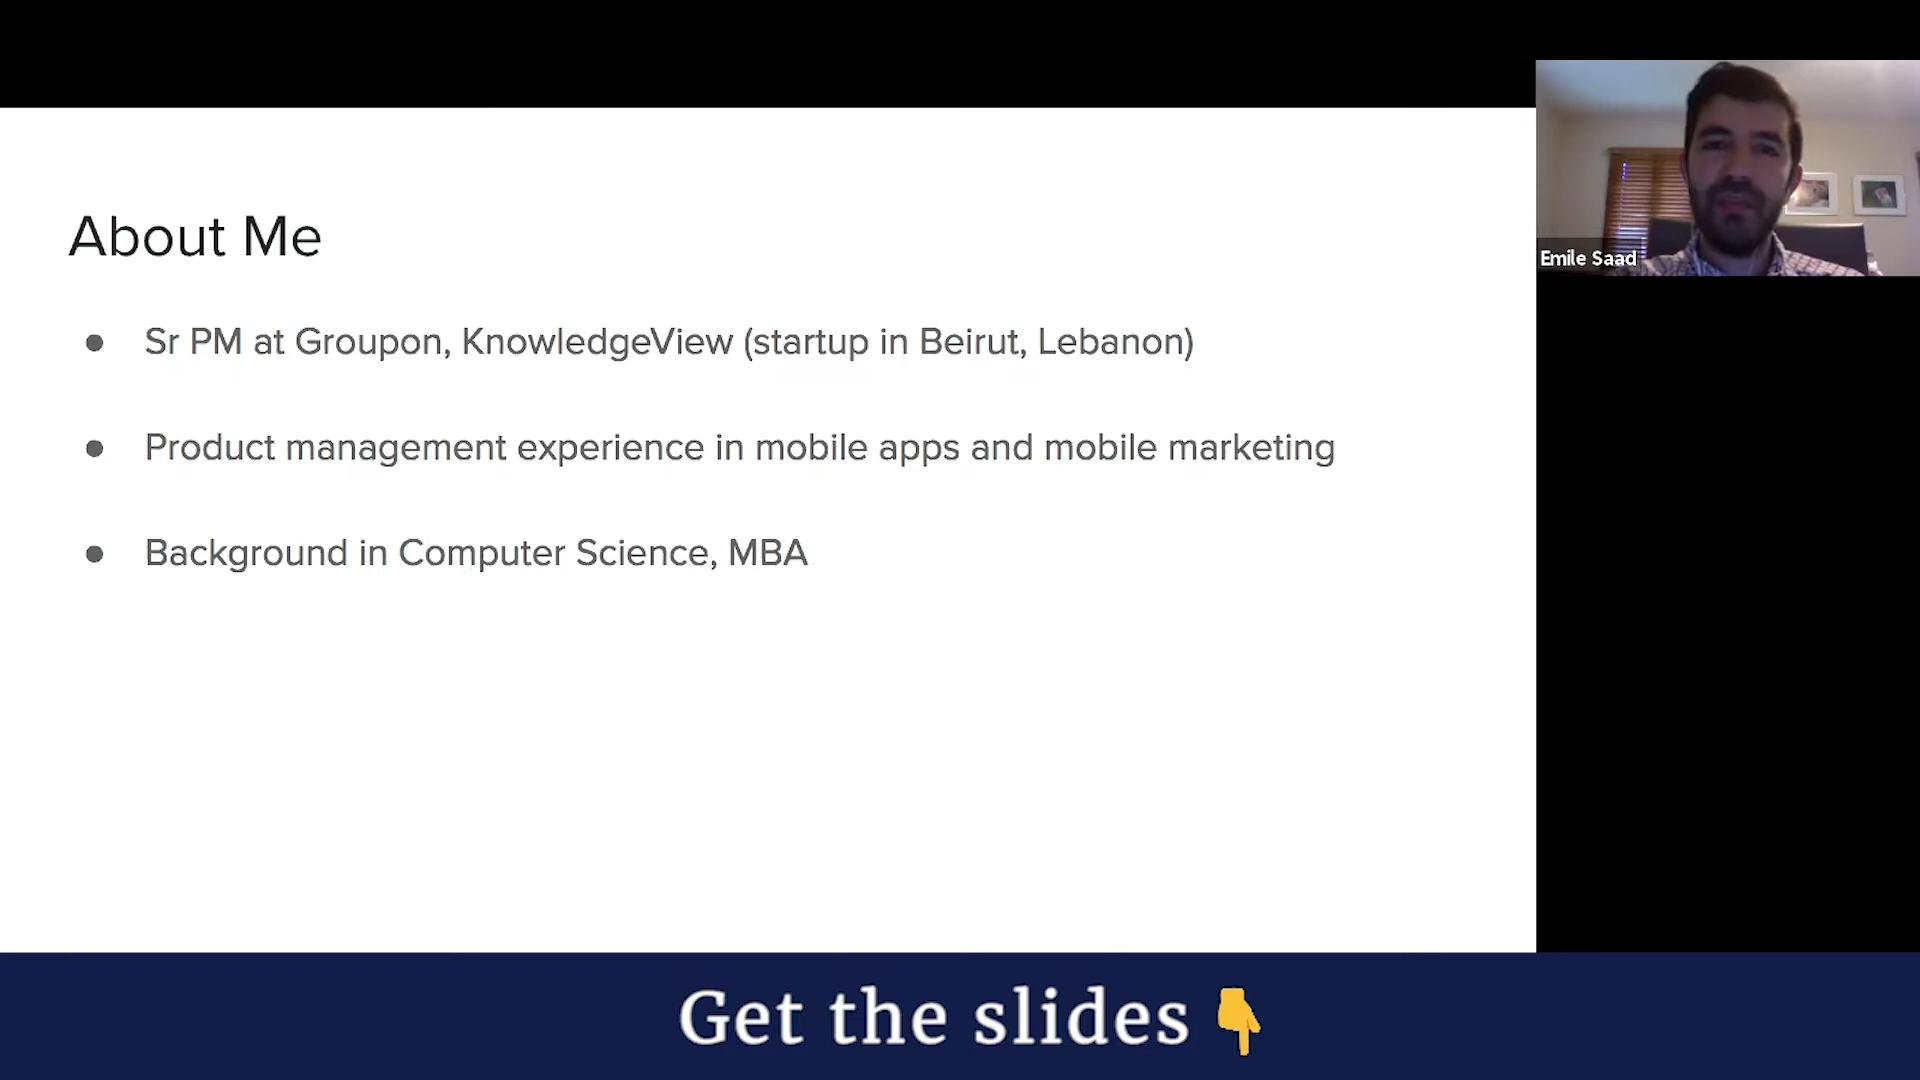 About Me
● Sr PM at Groupon, KnowledgeView (startup in Beirut, Lebanon)
● Product management experience in mobile apps and mobile marketing
● Background in Computer Science, MBA
Emile Saad
Get the slides 👇